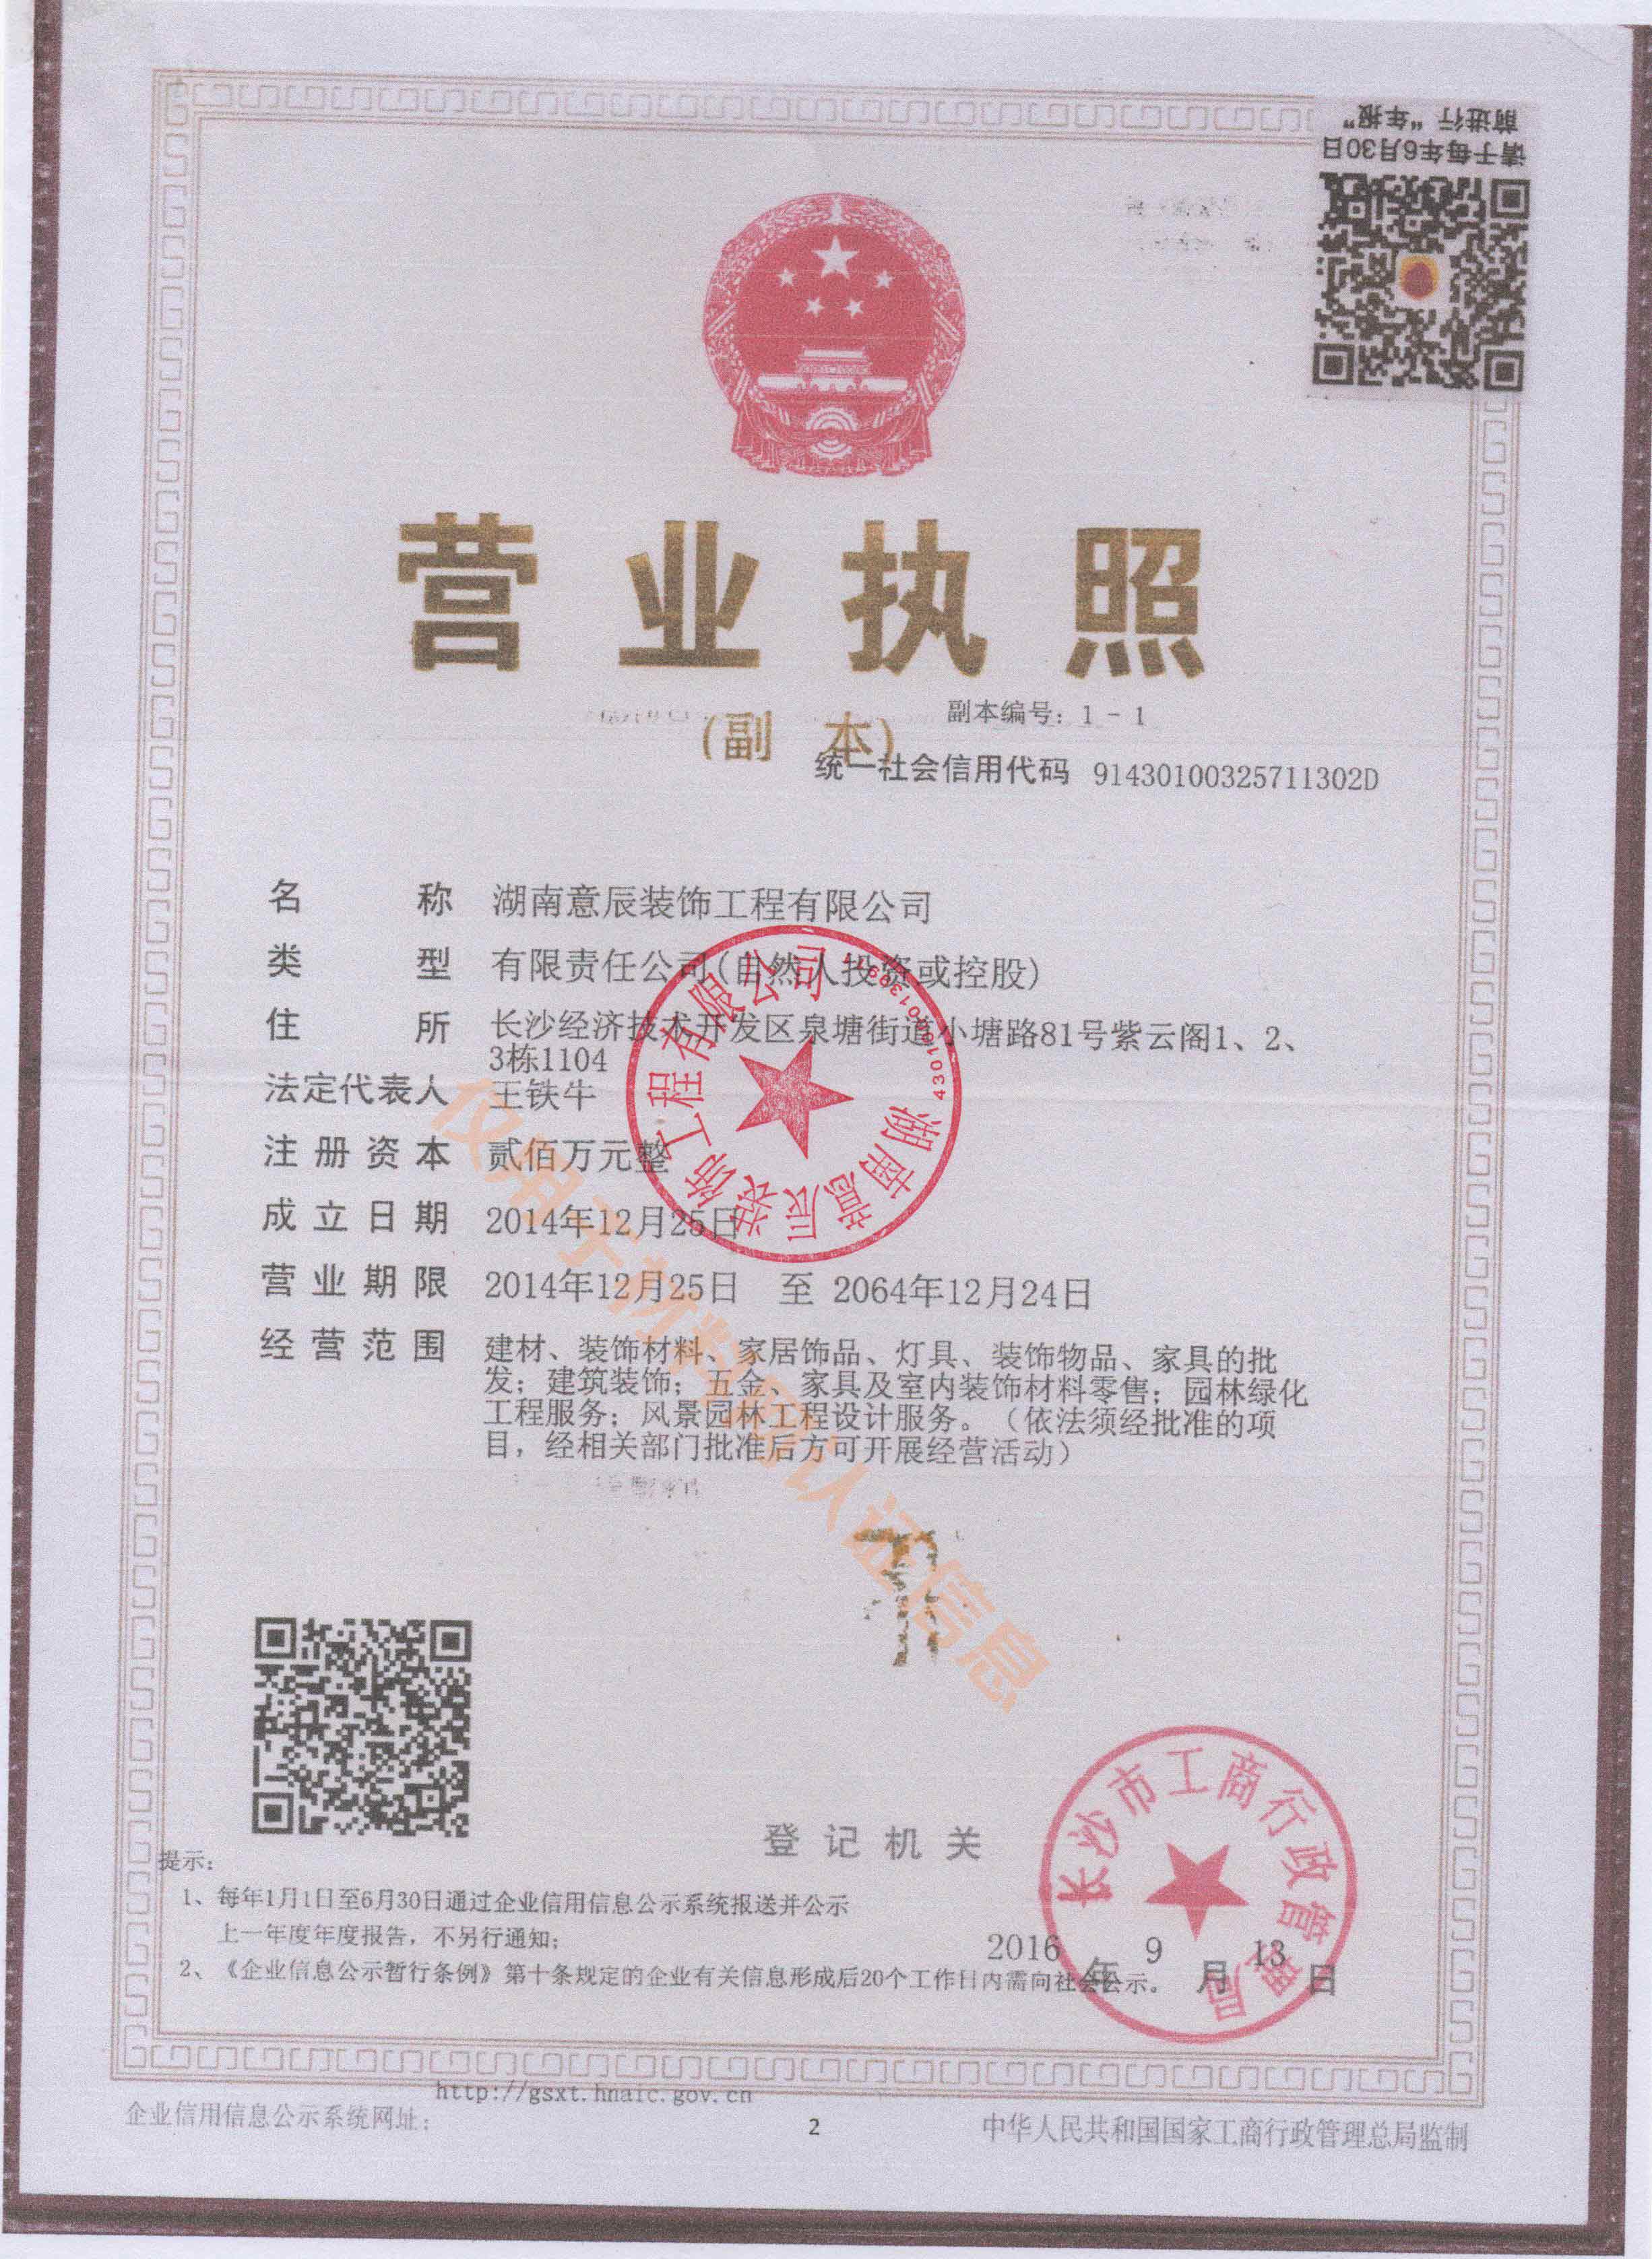 请于每年6月30日
前进行“年报”
营业执照
(副 本)
副本编号：1－1
统一社会信用代码 91430100325711302D
名称 湖南意辰装饰工程有限公司
类型 有限责任公司(自然人投资或控股)
住所 长沙经济技术开发区泉塘街道小塘路81号紫云阁1、2、
3栋1104
法定代表人 王铁牛
注册资本 贰佰万元整
成立日期 2014年12月25日
营业期限 2014年12月25日 至 2064年12月24日
经营范围 建材、装饰材料、家居饰品、灯具、装饰物品、家具的批
发；建筑装饰；五金、家具及室内装饰材料零售；园林绿化
工程服务；风景园林工程设计服务。（依法须经批准的项
目，经相关部门批准后方可开展经营活动）
湖南意辰装饰工程有限公司
登记机关
长沙市工商行政管理局
2016年9月13日
提示：
1、每年1月1日至6月30日通过企业信用信息公示系统报送并公示
上一年度年度报告，不另行通知；
2、《企业信息公示暂行条例》第十条规定的企业有关信息形成后20个工作日内需向社会公示。
http://gsxt.hnaic.gov.cn
企业信用信息公示系统网址：
2
中华人民共和国国家工商行政管理总局监制